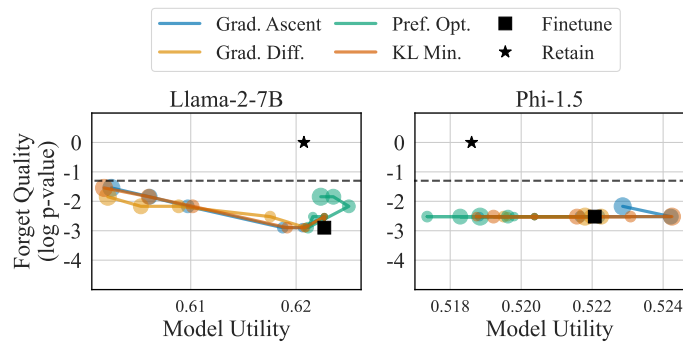 Grad. Ascent Pref. Opt. Finetune
Grad. Diff. KL Min. Retain
Llama-2-7B Phi-1.5
Forget Quality
(log p-value)
0
-1
-2
-3
-4
0
-1
-2
-3
-4
0.61 0.62 0.518 0.520 0.522 0.524
Model Utility Model Utility